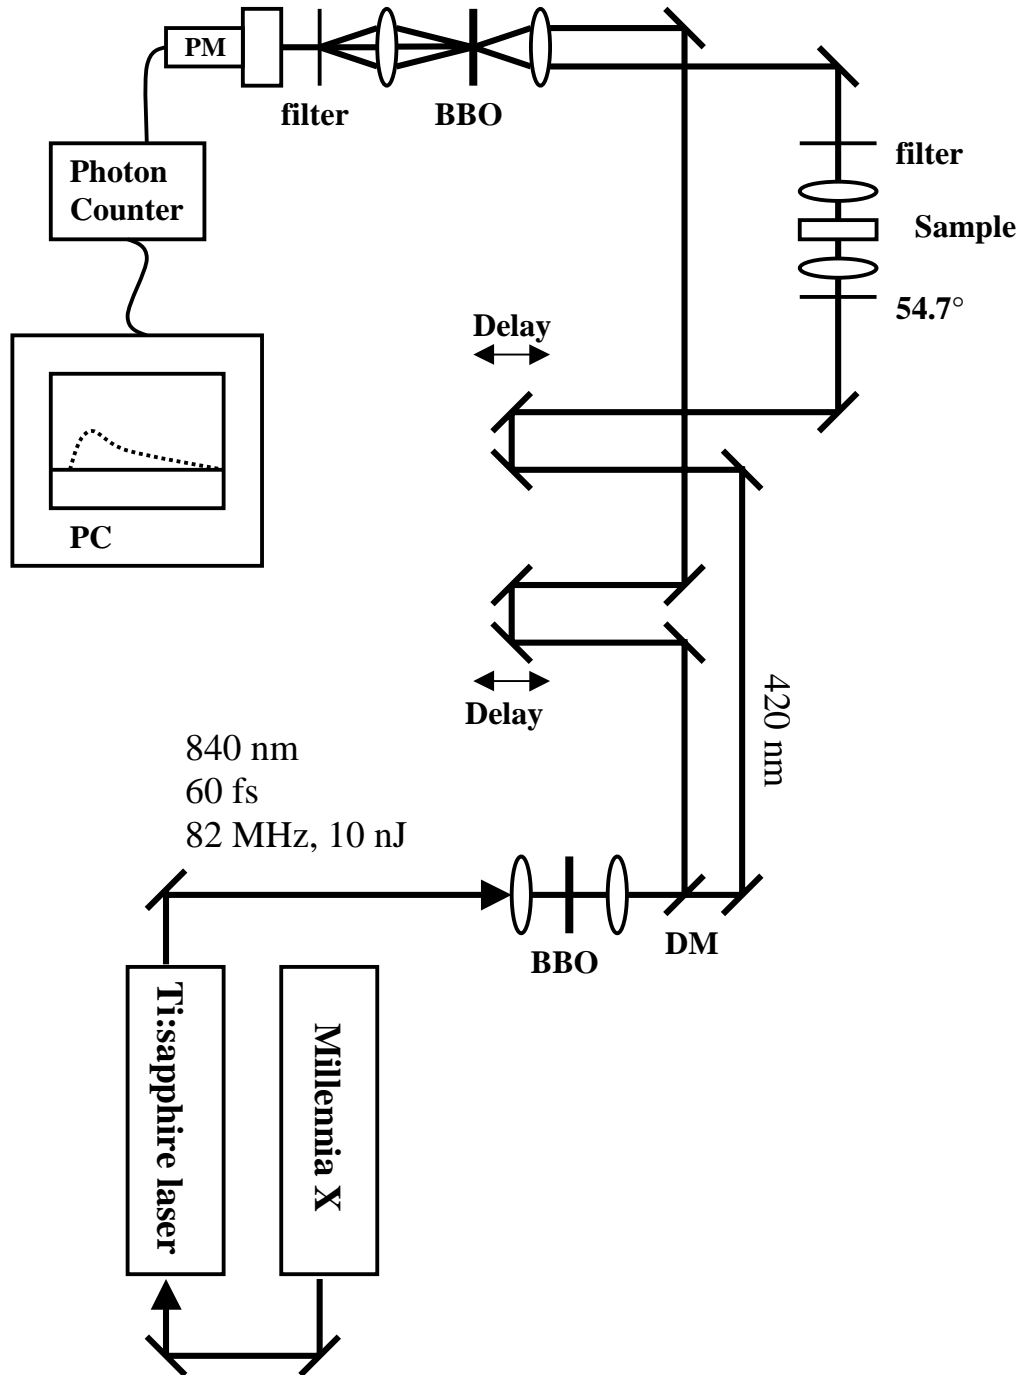 PM
filter
BBO
Photon
Counter
filter
Sample
54.7°
Delay
PC
Delay
420 nm
840 nm
60 fs
82 MHz, 10 nJ
BBO
DM
Ti:sapphire laser
Millennia X